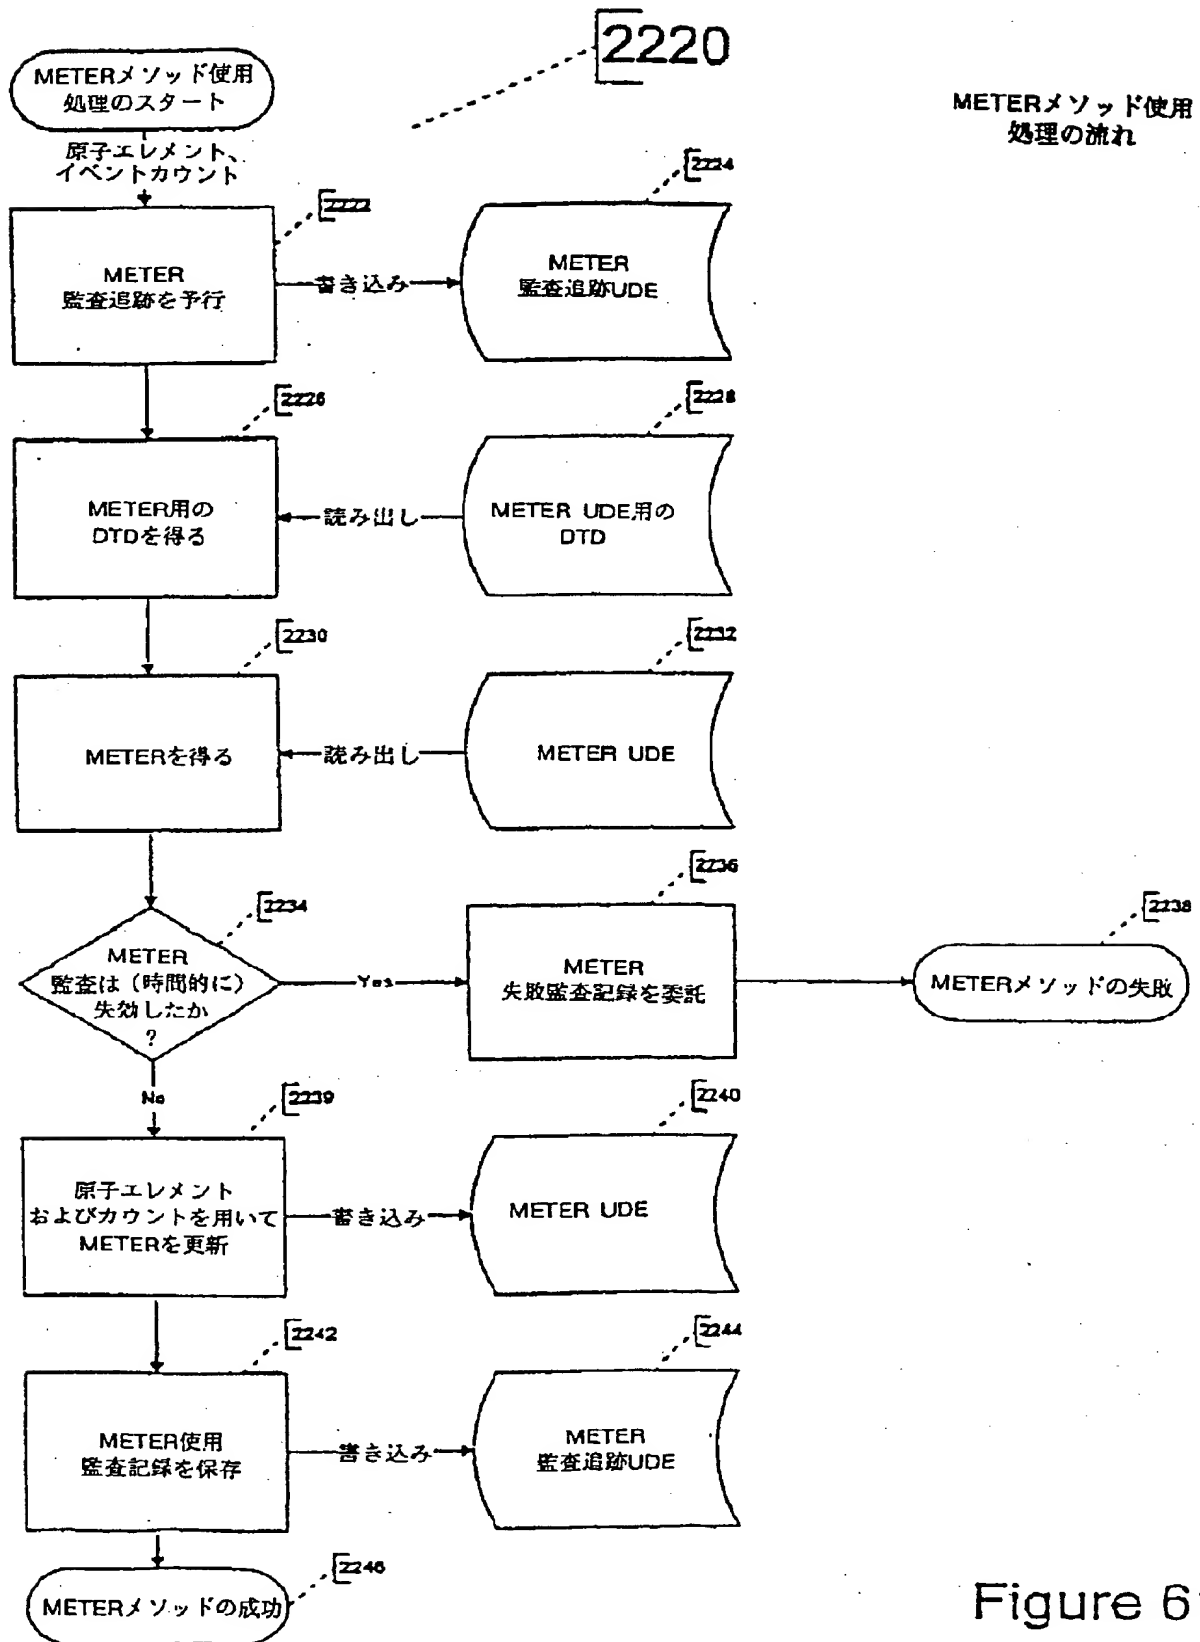 2220
METERメソッド使用
処理のスタート
METERメソッド使用
処理の流れ
原子エレメント、
イベントカウント
2222
2224
METER
監査追跡を予行
書き込み
METER
監査追跡UDE
2226
2228
METER用の
DTDを得る
読み出し
METER UDE用の
DTD
2230
2232
METERを得る
読み出し
METER UDE
2234
2236
2238
METER
監査は(時間的に)
失効したか
?
Yes
METER
失敗監査記録を委託
METERメソッドの失敗
No
2239
2240
原子エレメント
およびカウントを用いて
METERを更新
書き込み
METER UDE
2242
2244
METER使用
監査記録を保存
書き込み
METER
監査追跡UDE
2246
METERメソッドの成功